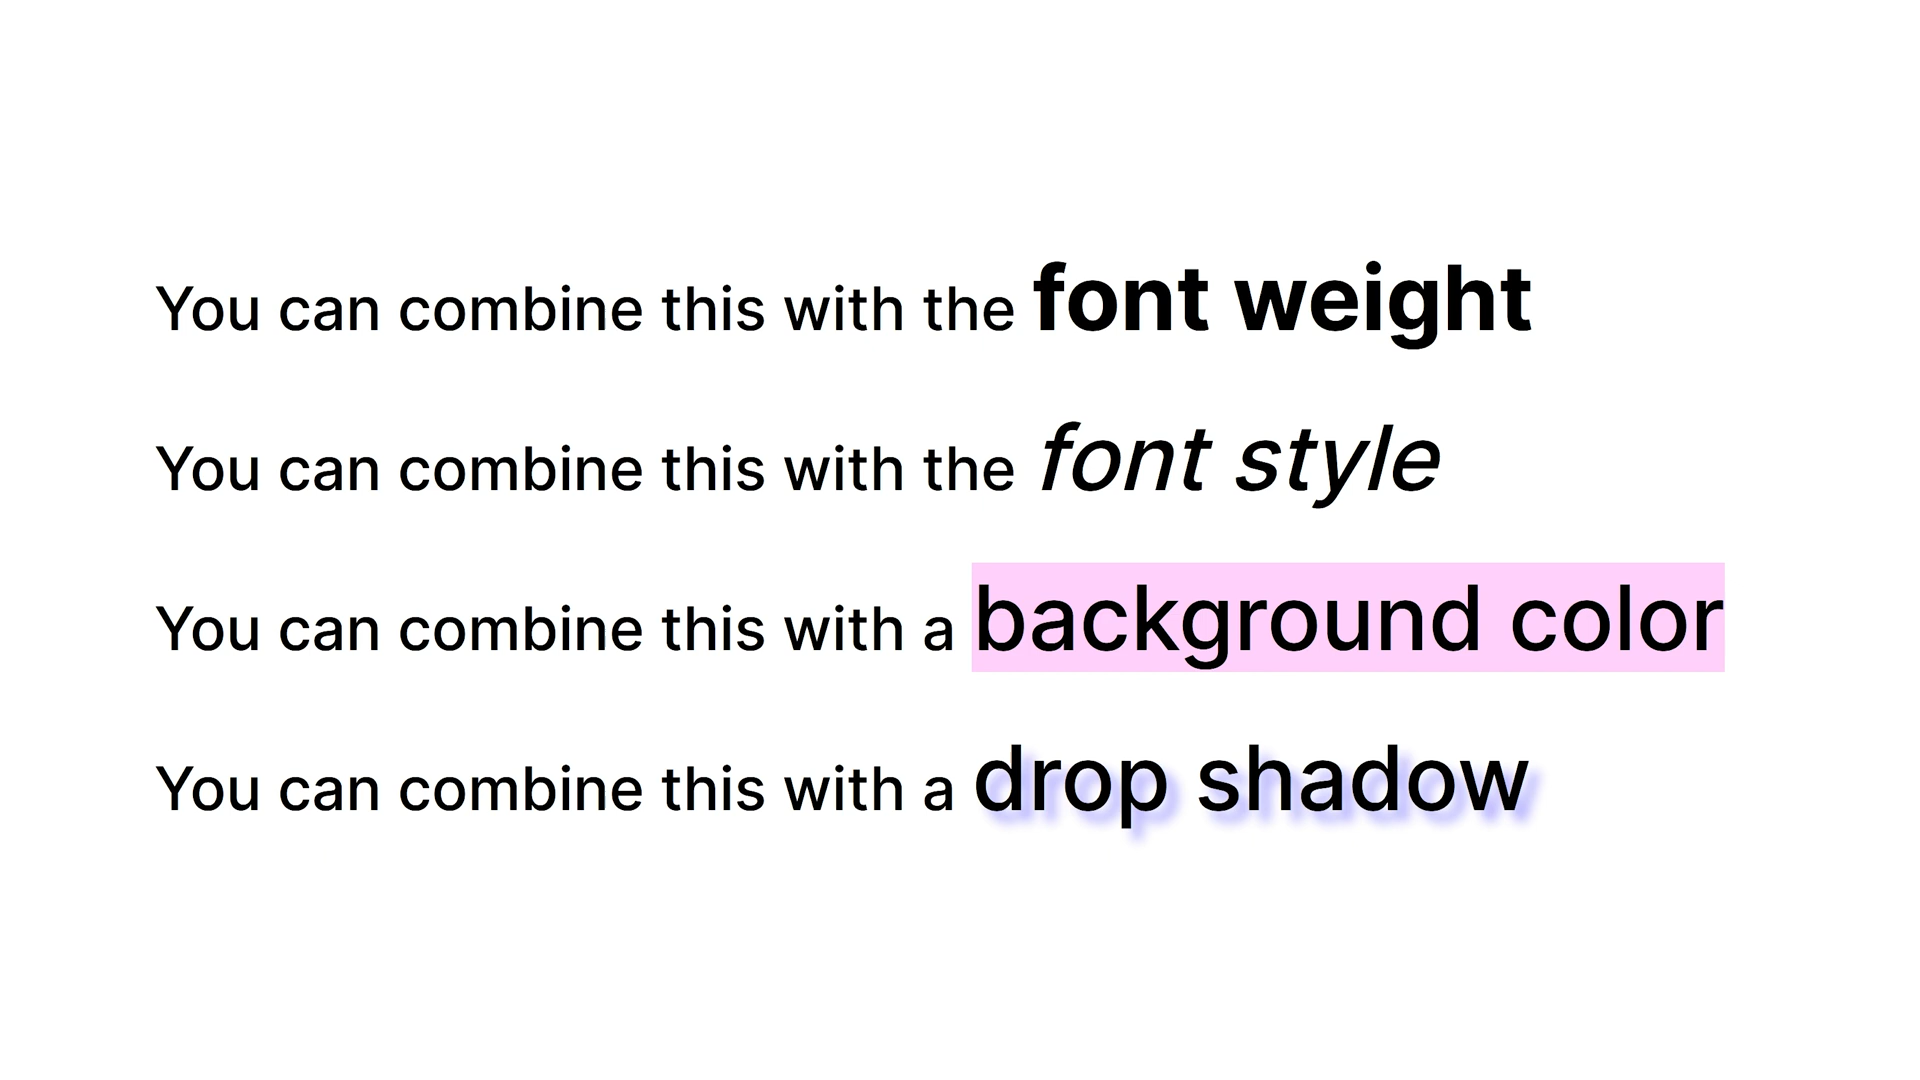 You can combine this with the font weight
You can combine this with the font style
You can combine this with a background color
You can combine this with a drop shadow